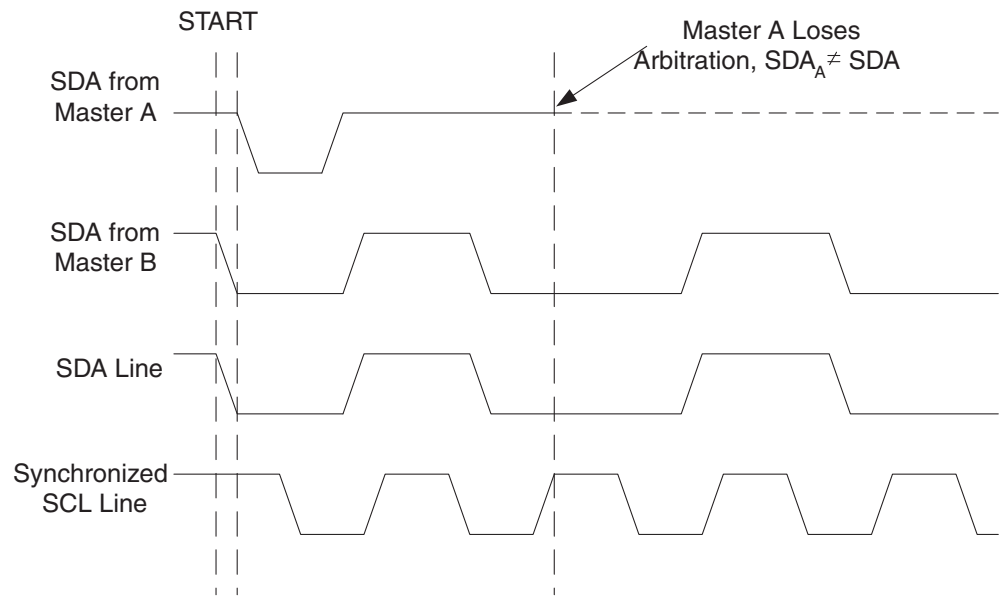 START
Master A Loses
Arbitration, SDA_A ≠ SDA
SDA from
Master A
SDA from
Master B
SDA Line
Synchronized
SCL Line